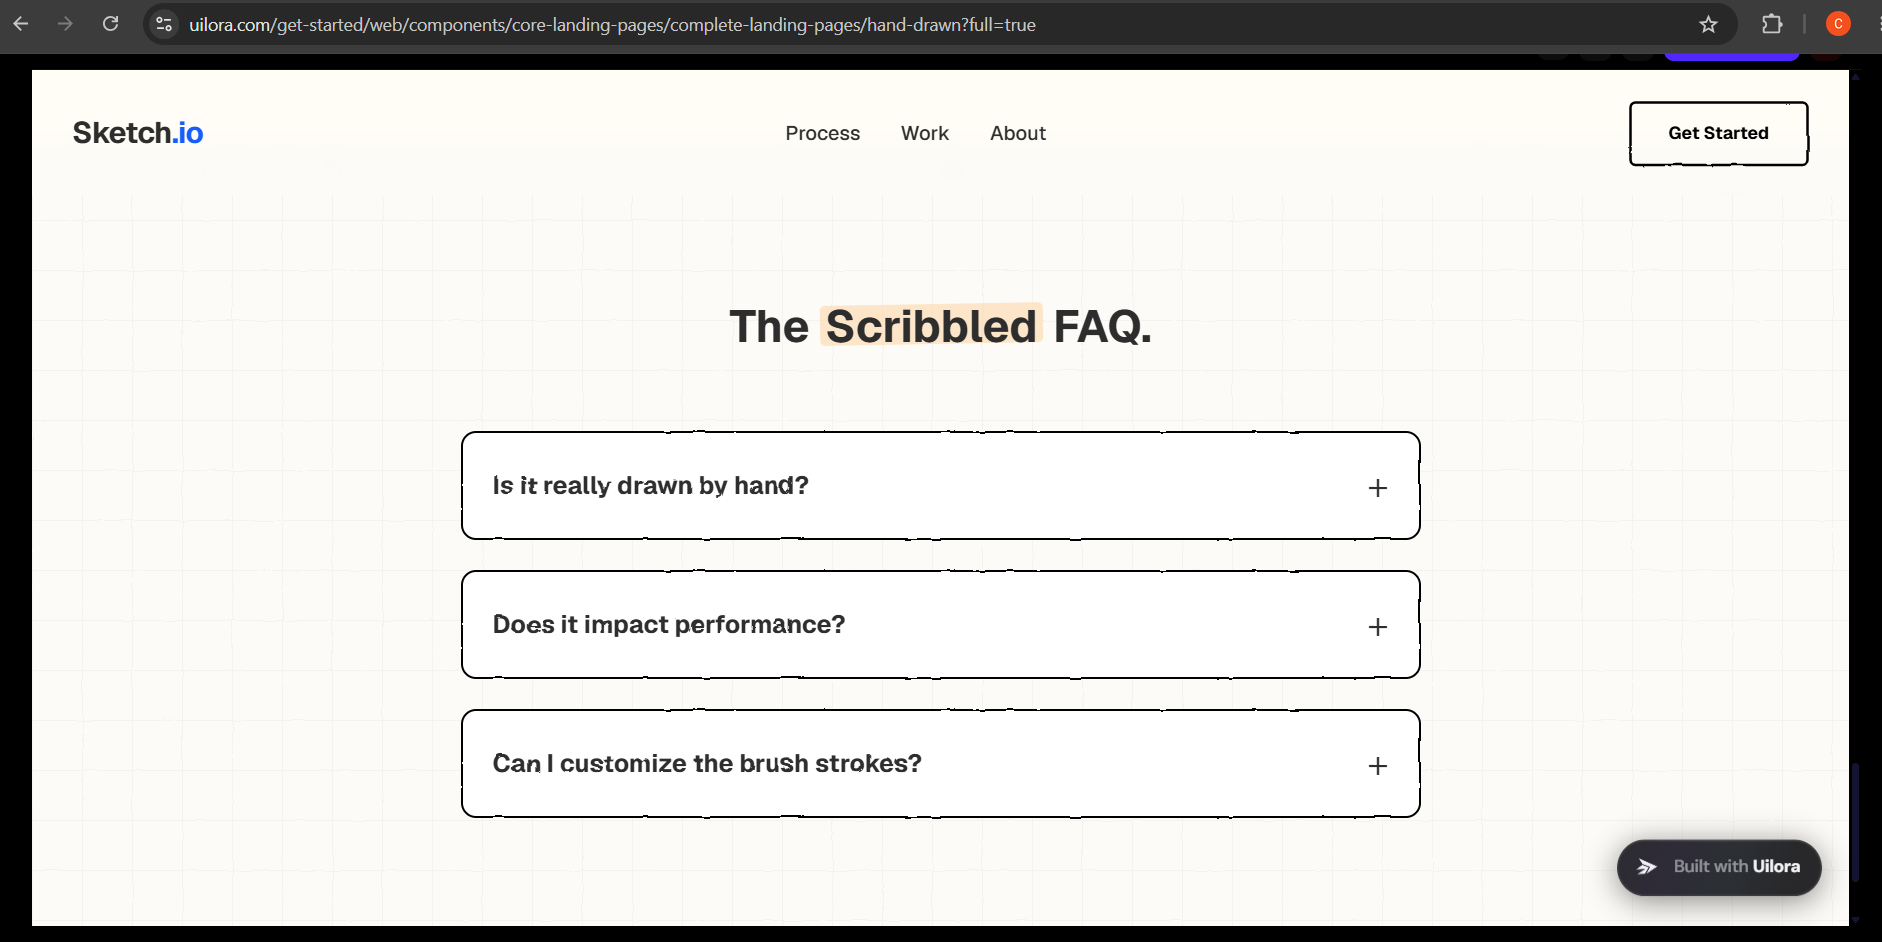 uilora.com/get-started/web/components/core-landing-pages/complete-landing-pages/hand-drawn?full=true
C
Sketch.io
Process
Work
About
Get Started
The Scribbled FAQ.
Is it really drawn by hand?
Does it impact performance?
Can I customize the brush strokes?
Built with Uilora